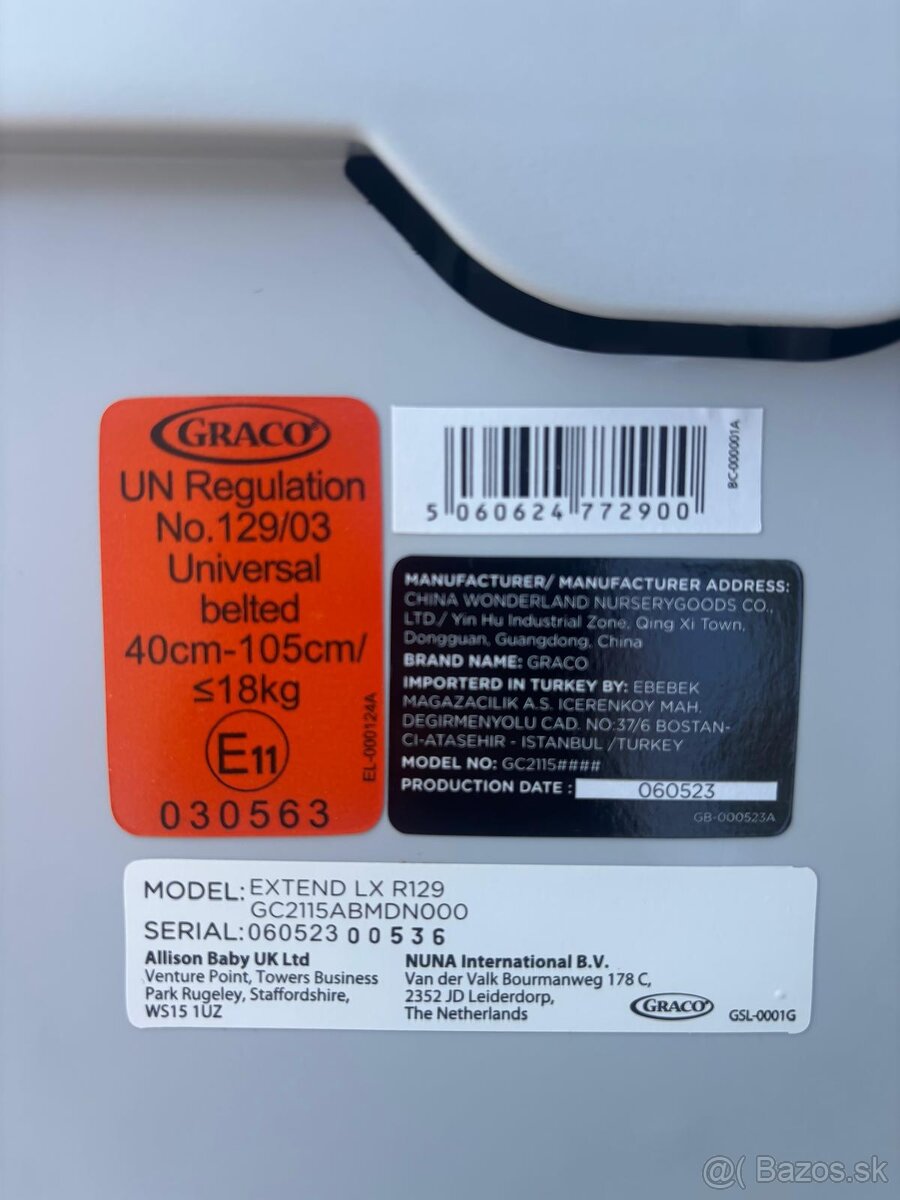 GRACO
UN Regulation
No.129/03
Universal
belted
40cm-105cm/
≤18kg
E11
030563
EL-000124A
5 060624 772900
BC-000001A
MANUFACTURER/ MANUFACTURER ADDRESS:
CHINA WONDERLAND NURSERYGOODS CO.,
LTD./ Yin Hu Industrial Zone, Qing Xi Town,
Dongguan, Guangdong, China
BRAND NAME: GRACO
IMPORTERD IN TURKEY BY: EBEBEK
MAGAZACILIK A.S. ICERENKOY MAH.
DEGIRMENYOLU CAD. NO:37/6 BOSTAN-
CI-ATASEHIR - ISTANBUL /TURKEY
MODEL NO: GC2115####
PRODUCTION DATE : 060523
GB-000523A
MODEL: EXTEND LX R129
GC2115ABMDN000
SERIAL: 060523 00536
Allison Baby UK Ltd
Venture Point, Towers Business
Park Rugeley, Staffordshire,
WS15 1UZ
NUNA International B.V.
Van der Valk Bourmanweg 178 C,
2352 JD Leiderdorp,
The Netherlands
GRACO
GSL-0001G
@( Bazos.sk